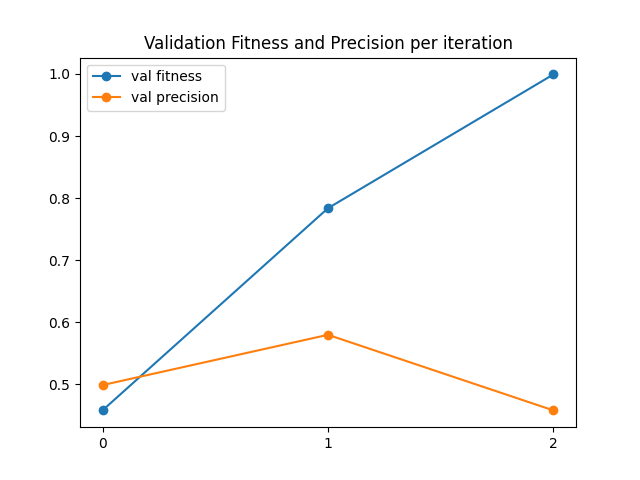 Validation Fitness and Precision per iteration
val fitness
val precision
1.0
0.9
0.8
0.7
0.6
0.5
0 1 2